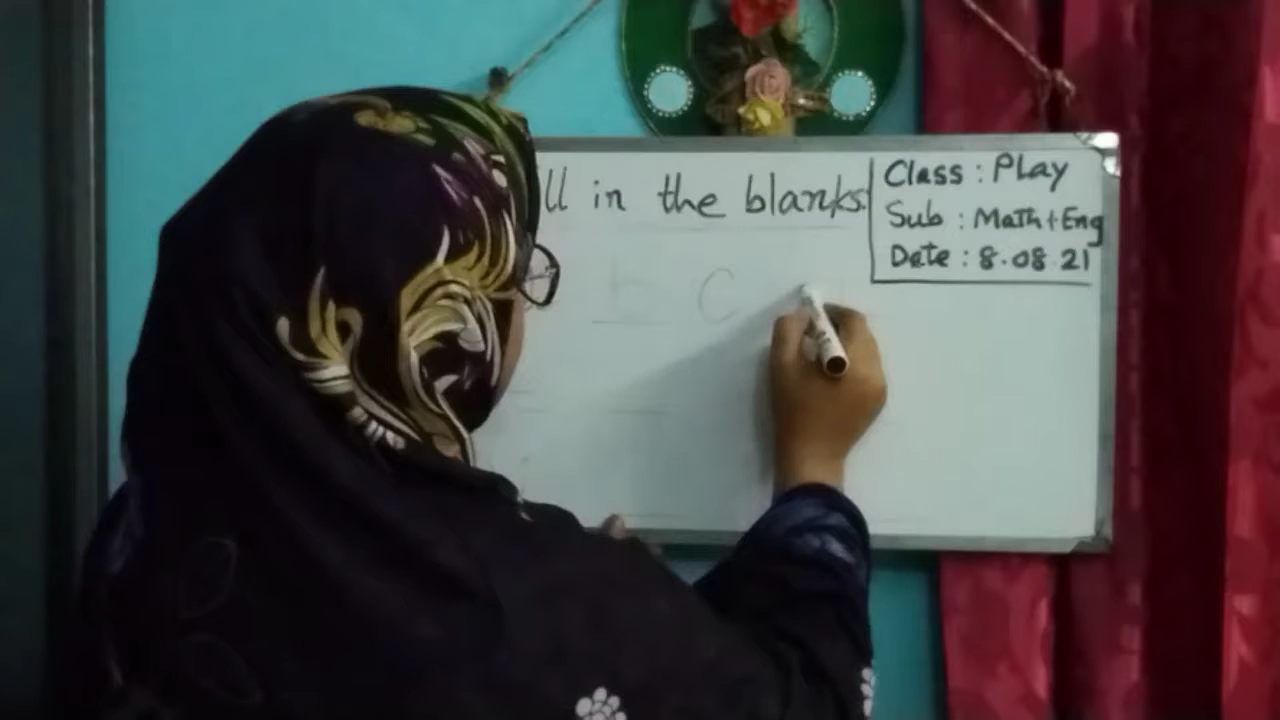 ll in the blanks.
Class : Play
Sub : Math+Eng
Date : 8.08.21
C